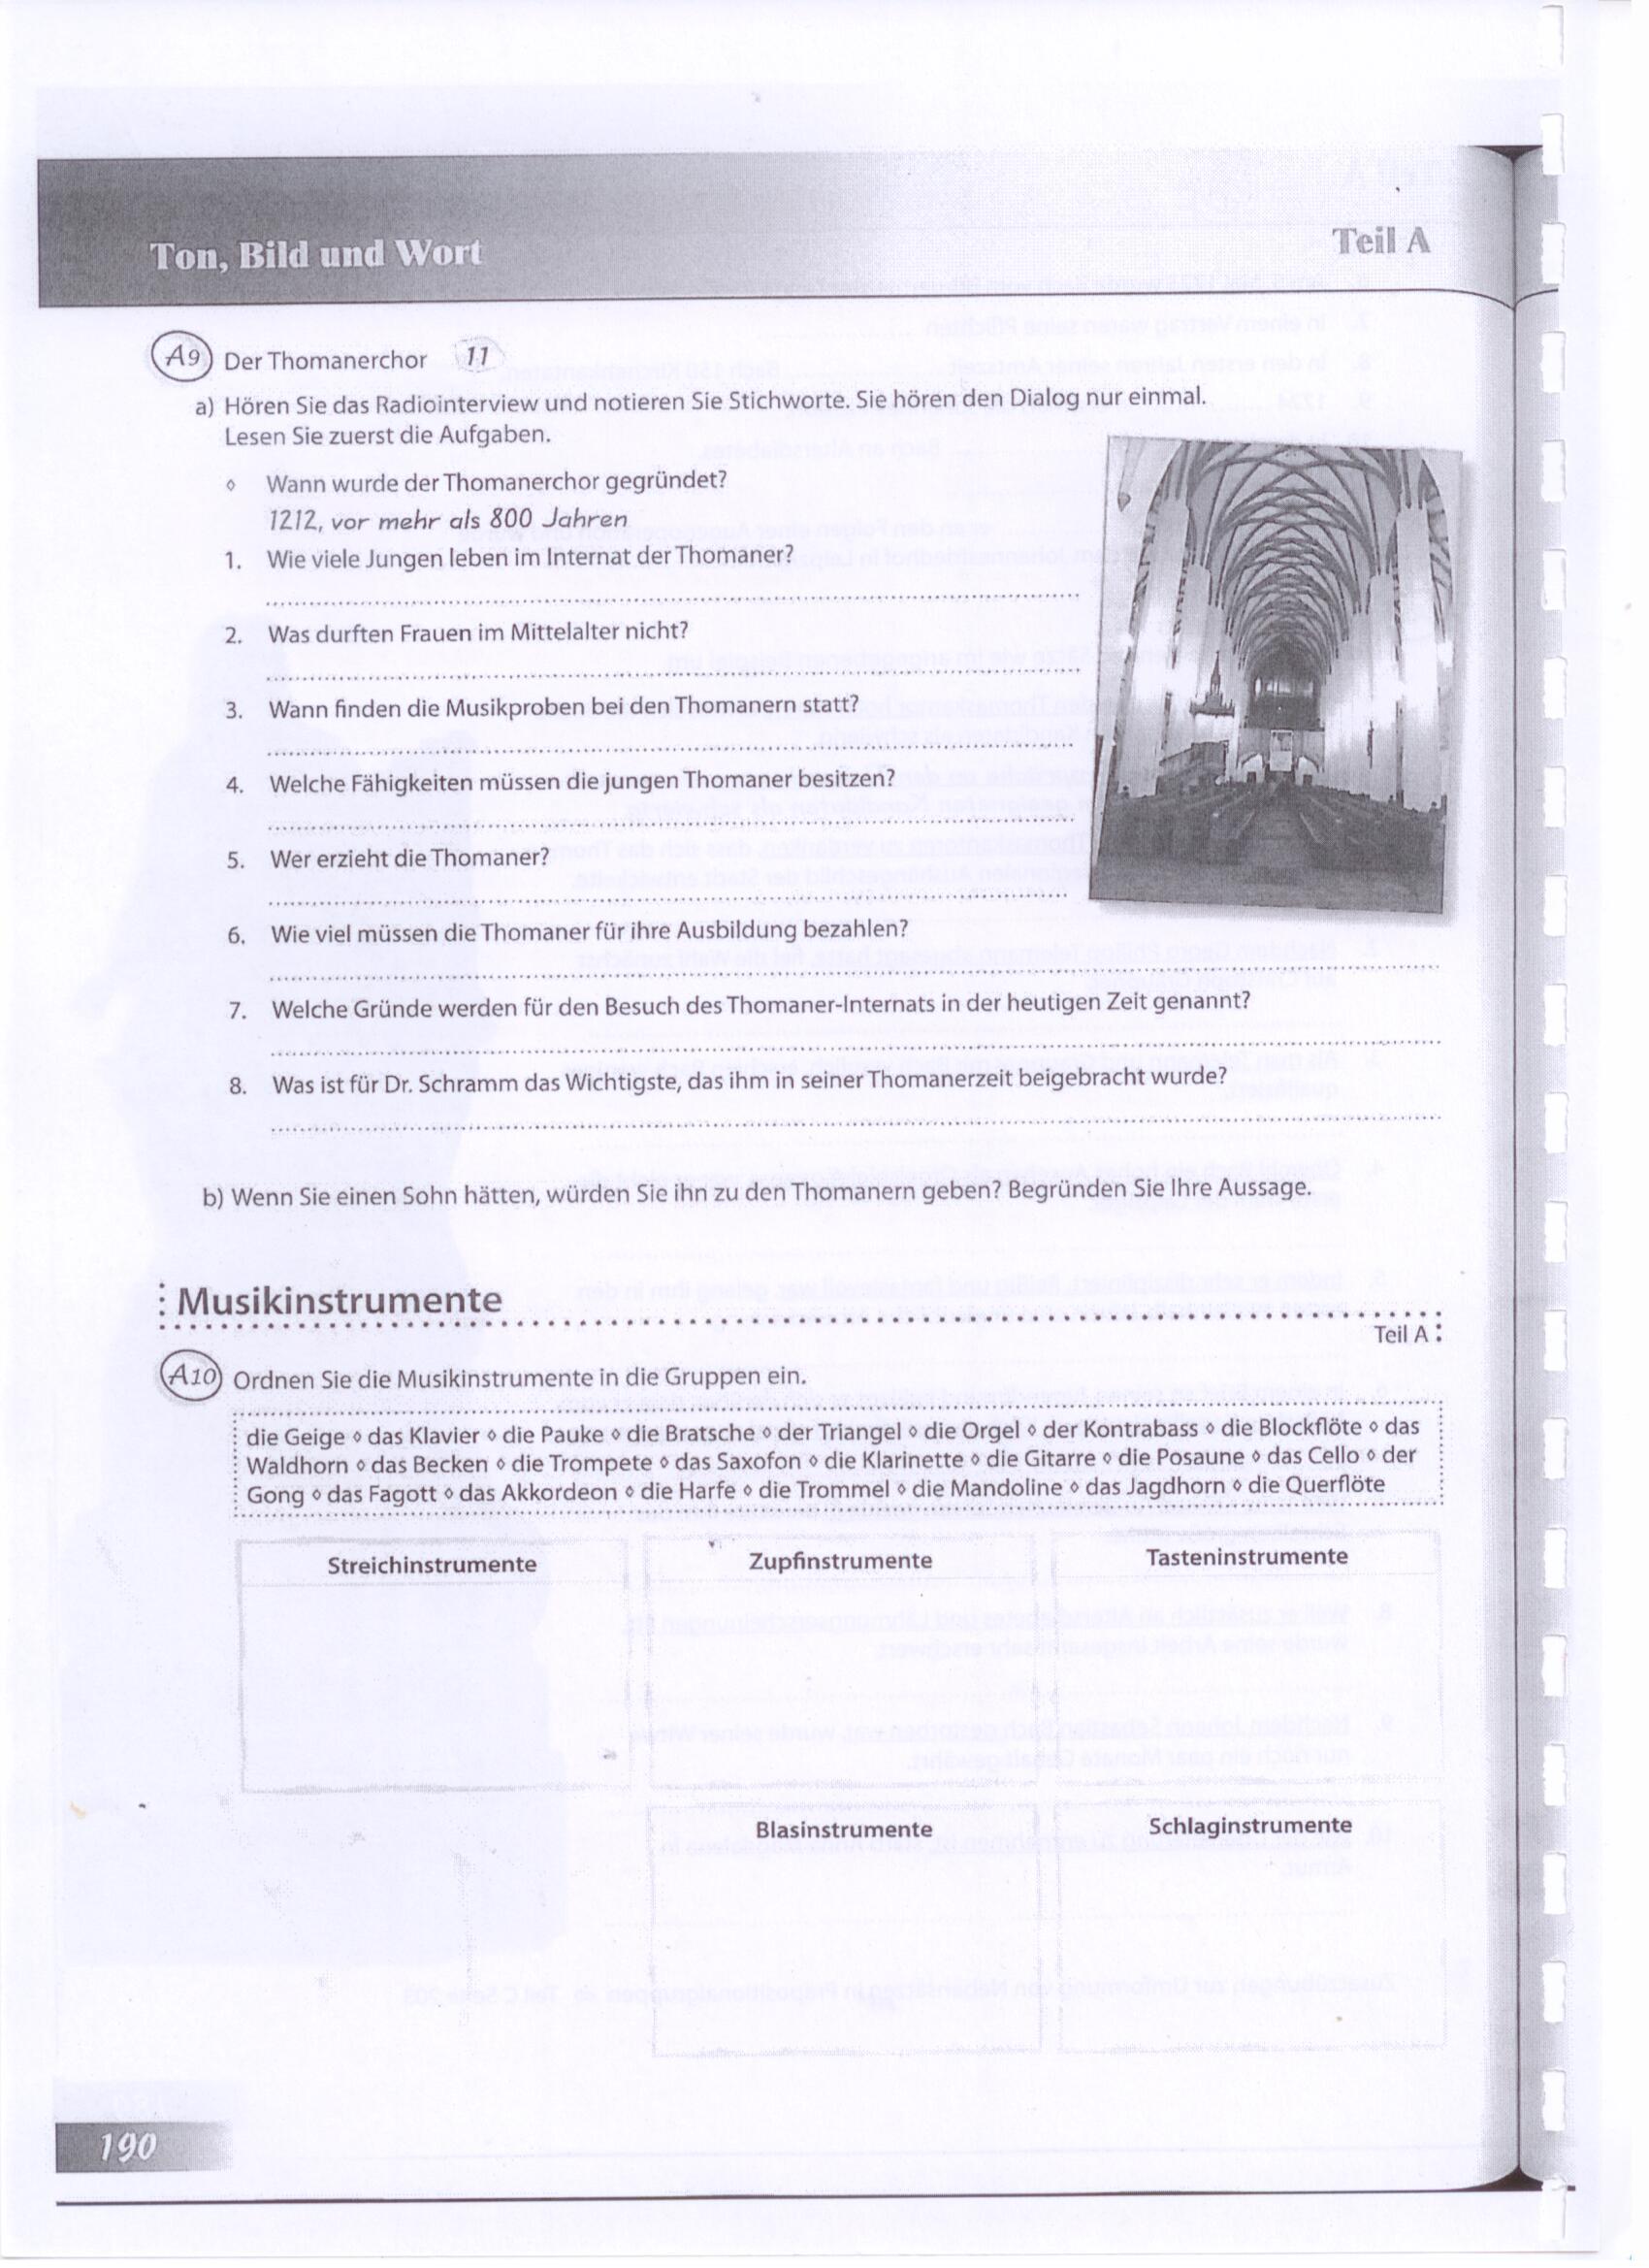 Ton, Bild und Wort
Teil A
A9 Der Thomanerchor 11
a) Hören Sie das Radiointerview und notieren Sie Stichworte. Sie hören den Dialog nur einmal.
Lesen Sie zuerst die Aufgaben.
◊ Wann wurde der Thomanerchor gegründet?
1212, vor mehr als 800 Jahren
1. Wie viele Jungen leben im Internat der Thomaner?
2. Was durften Frauen im Mittelalter nicht?
3. Wann finden die Musikproben bei den Thomanern statt?
4. Welche Fähigkeiten müssen die jungen Thomaner besitzen?
5. Wer erzieht die Thomaner?
6. Wie viel müssen die Thomaner für ihre Ausbildung bezahlen?
7. Welche Gründe werden für den Besuch des Thomaner-Internats in der heutigen Zeit genannt?
8. Was ist für Dr. Schramm das Wichtigste, das ihm in seiner Thomanerzeit beigebracht wurde?
b) Wenn Sie einen Sohn hätten, würden Sie ihn zu den Thomanern geben? Begründen Sie Ihre Aussage.
Musikinstrumente
Teil A
A10 Ordnen Sie die Musikinstrumente in die Gruppen ein.
die Geige ◊ das Klavier ◊ die Pauke ◊ die Bratsche ◊ der Triangel ◊ die Orgel ◊ der Kontrabass ◊ die Blockflöte ◊ das
Waldhorn ◊ das Becken ◊ die Trompete ◊ das Saxofon ◊ die Klarinette ◊ die Gitarre ◊ die Posaune ◊ das Cello ◊ der
Gong ◊ das Fagott ◊ das Akkordeon ◊ die Harfe ◊ die Trommel ◊ die Mandoline ◊ das Jagdhorn ◊ die Querflöte
Streichinstrumente
Zupfinstrumente
Tasteninstrumente
Blasinstrumente
Schlaginstrumente
190